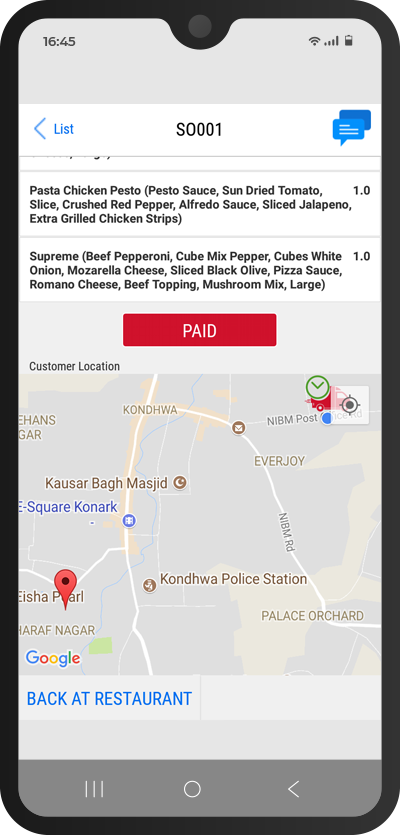 16:45
List
SO001
Pasta Chicken Pesto (Pesto Sauce, Sun Dried Tomato, 1.0
Slice, Crushed Red Pepper, Alfredo Sauce, Sliced Jalapeno,
Extra Grilled Chicken Strips)
Supreme (Beef Pepperoni, Cube Mix Pepper, Cubes White 1.0
Onion, Mozarella Cheese, Sliced Black Olive, Pizza Sauce,
Romano Cheese, Beef Topping, Mushroom Mix, Large)
PAID
Customer Location
KONDHWA
NIBM Post Rd
EHANS
GAR
EVERJOY
Kausar Bagh Masjid
E-Square Konark
NIBM Rd
Kondhwa Police Station
Eisha Pearl
PALACE ORCHARD
HARAF NAGAR
Google
BACK AT RESTAURANT